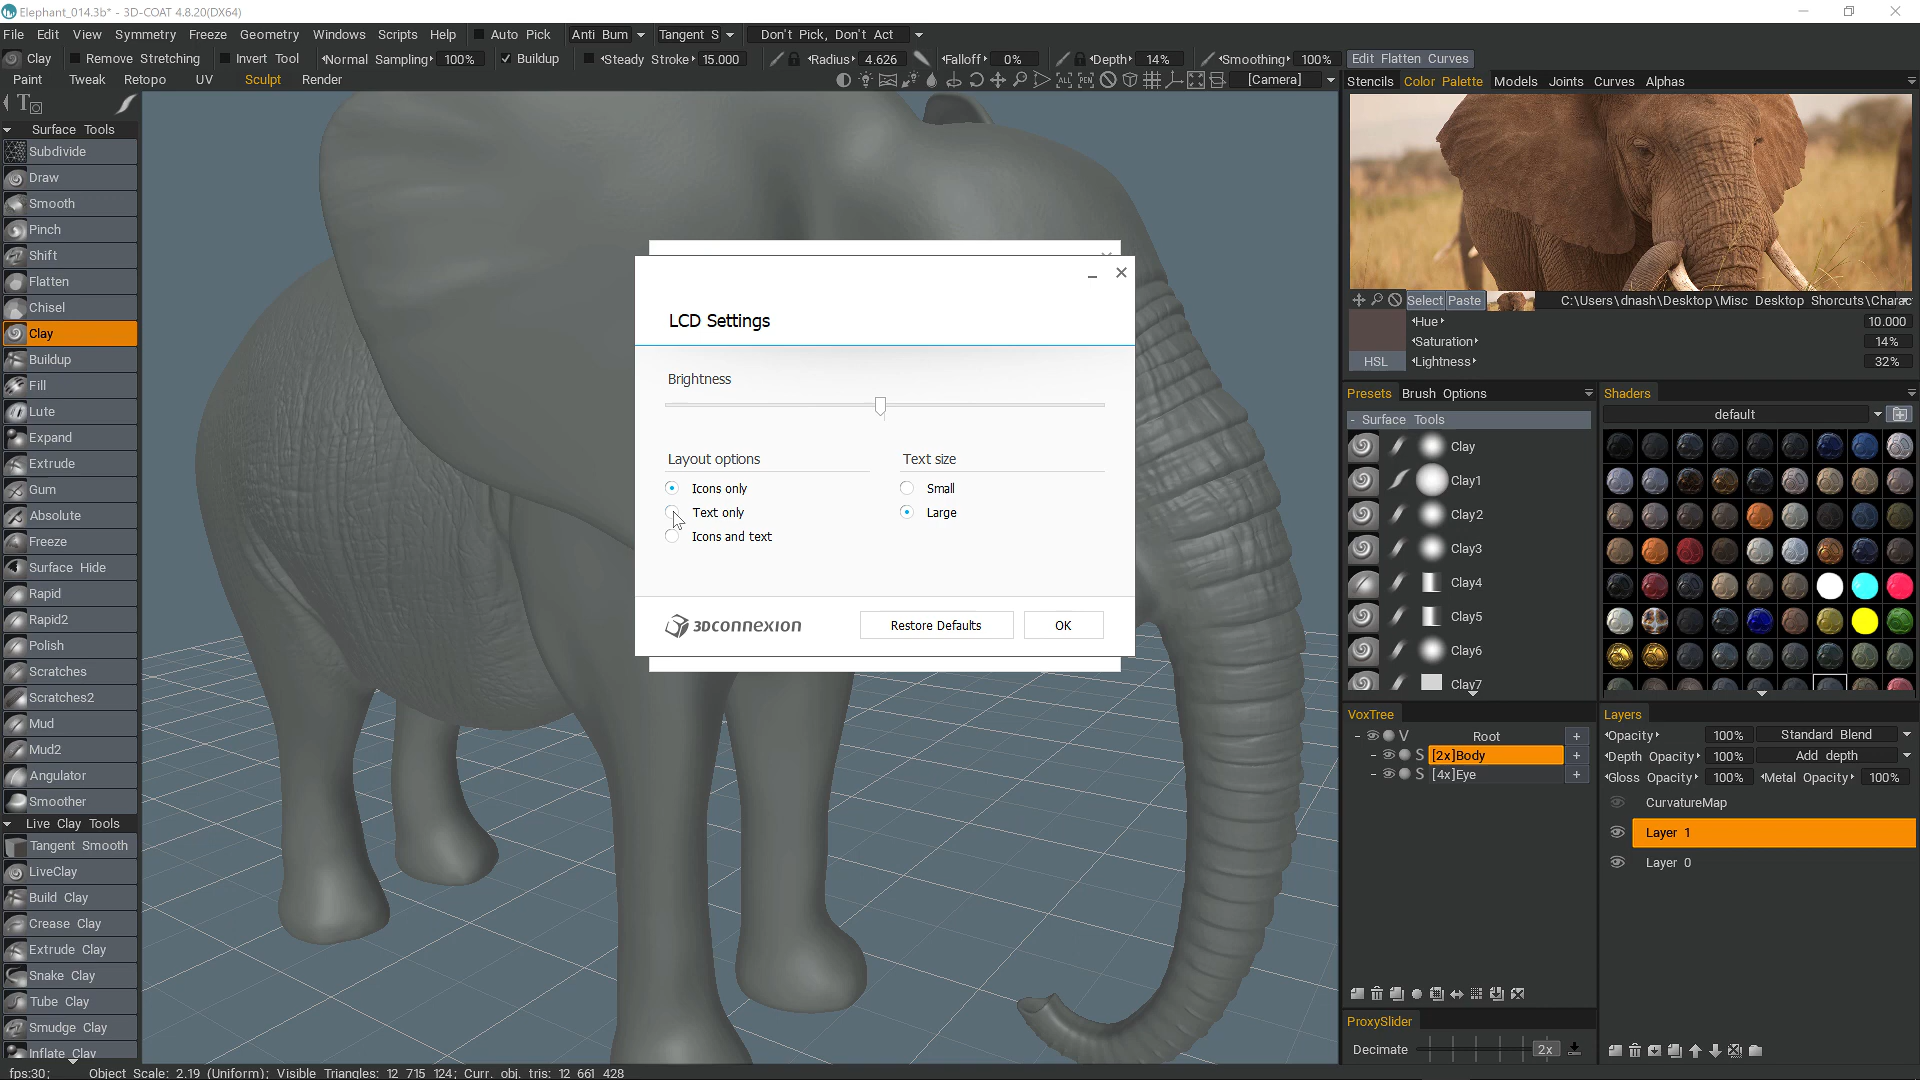 Elephant_014.3b* - 3D-COAT 4.8.20(DX64)
File Edit View Symmetry Freeze Geometry Windows Scripts Help Auto Pick Anti Bum Tangent S Don't Pick, Don't Act
Clay Remove Stretching Invert Tool Normal Sampling 100% Buildup Steady Stroke 15.000 Radius 4.626 Falloff 0% Depth 14% Smoothing 100% Edit Flatten Curves
Paint Tweak Retopo UV Sculpt Render [Camera]
Stencils Color Palette Models Joints Curves Alphas
Surface Tools
Subdivide
Draw
Smooth
Pinch
Shift
Flatten
Chisel
Clay
Buildup
Fill
Lute
Expand
Extrude
Gum
Absolute
Freeze
Surface Hide
Rapid
Rapid2
Polish
Scratches
Scratches2
Mud
Mud2
Angulator
Smoother
Live Clay Tools
Tangent Smooth
LiveClay
Build Clay
Crease Clay
Extrude Clay
Snake Clay
Tube Clay
Smudge Clay
Inflate Clay
LCD Settings
Brightness
Layout options
Icons only
Text only
Icons and text
Text size
Small
Large
3Dconnexion
Restore Defaults OK
Select Paste C:\Users\dnash\Desktop\Misc Desktop Shorcuts\Charac
Hue 10.000
Saturation 14%
HSL Lightness 32%
Presets Brush Options
- Surface Tools
Clay
Clay1
Clay2
Clay3
Clay4
Clay5
Clay6
Clay7
Shaders
default
VoxTree
- V Root +
- S [2x]Body +
- S [4x]Eye +
Layers
Opacity 100% Standard Blend
Depth Opacity 100% Add depth
Gloss Opacity 100% Metal Opacity 100%
CurvatureMap
Layer 1
Layer 0
ProxySlider
Decimate 2x
fps:30; Object Scale: 2.19 (Uniform); Visible Triangles: 12 715 124; Curr. obj. tris: 12 661 428